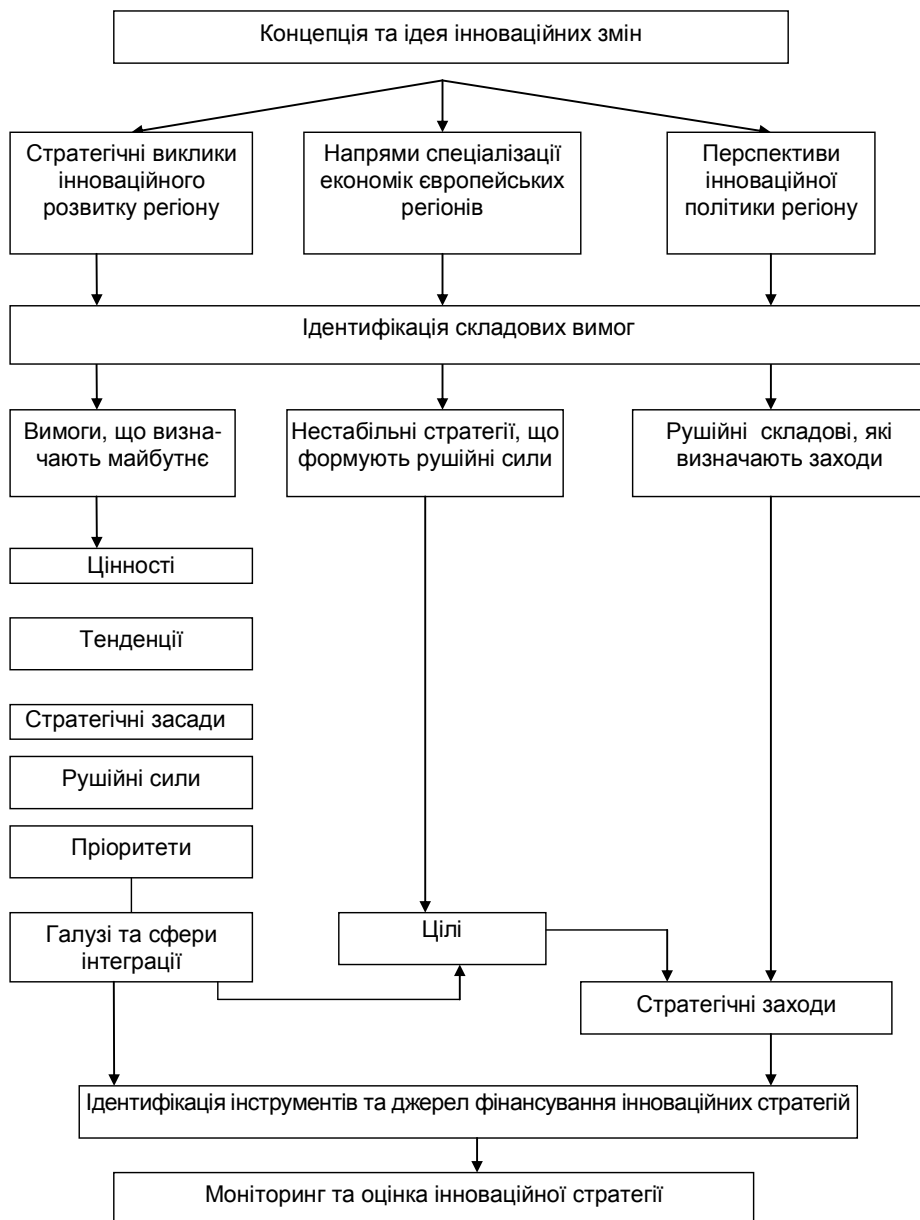 Концепція та ідея інноваційних змін
Стратегічні виклики
інноваційного
розвитку регіону
Напрями спеціалізації
економік європейських
регіонів
Перспективи
інноваційної
політики регіону
Ідентифікація складових вимог
Вимоги, що визна-
чають майбутнє
Нестабільні стратегії, що
формують рушійні сили
Рушійні складові, які
визначають заходи
Цінності
Тенденції
Стратегічні засади
Рушійні сили
Пріоритети
Галузі та сфери
інтеграції
Цілі
Стратегічні заходи
Ідентифікація інструментів та джерел фінансування інноваційних стратегій
Моніторинг та оцінка інноваційної стратегії